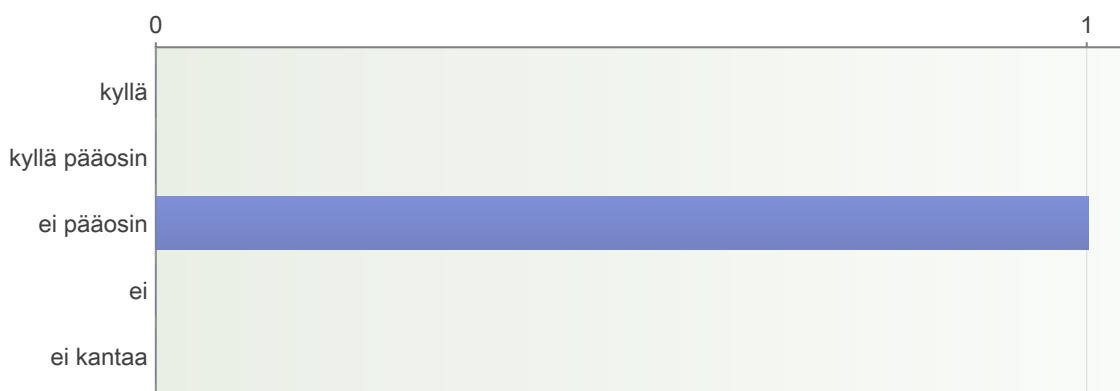 0 1
kyllä
kyllä pääosin
ei pääosin
ei
ei kantaa